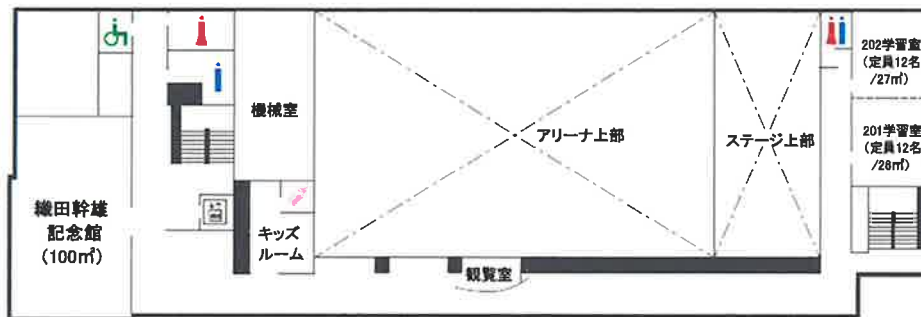 202学習室
(定員12名
/27㎡)
機械室
アリーナ上部
ステージ上部
201学習室
(定員12名
/28㎡)
織田幹雄
記念館
(100㎡)
キッズ
ルーム
観覧室